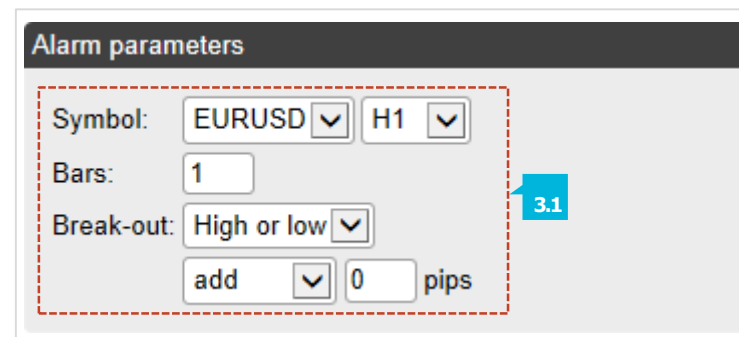 Alarm parameters
Symbol: EURUSD H1
Bars: 1
3.1
Break-out: High or low
add 0 pips